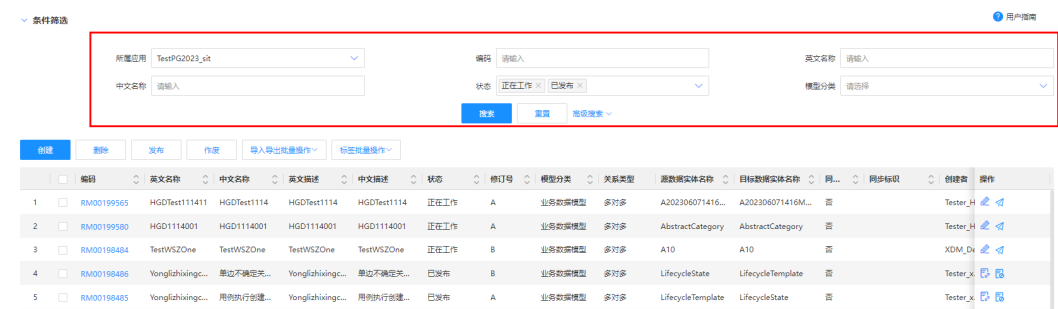 条件筛选 用户指南
所属应用 TestPG2023_sit 编码 请输入 英文名称 请输入
中文名称 请输入 状态 正在工作 × 已发布 × 模型分类 请选择
搜索 重置 高级搜索
创建 删除 发布 作废 导入导出批量操作 标签批量操作
编码 英文名称 中文名称 英文描述 中文描述 状态 修订号 模型分类 关系类型 源数据实体名称 目标数据实体名称 同... 同步标识 创建者 操作
1 RM00199565 HGDTest111411 HGDTest1114 HGDTest1114 HGDTest1114 正在工作 A 业务数据模型 多对多 A202306071416... A202306071416M... 否 Tester_H
2 RM00199580 HGD1114001 HGD1114001 HGD1114001 HGD1114001 正在工作 A 业务数据模型 多对多 AbstractCategory AbstractCategory 否 Tester_H
3 RM00198484 TestWSZOne TestWSZOne TestWSZOne TestWSZOne 正在工作 B 业务数据模型 多对多 A10 A10 否 XDM_De
4 RM00198486 Yonglizhixingc... 单边不确定关... Yonglizhixingc... 单边不确定关... 已发布 B 业务数据模型 多对多 LifecycleState LifecycleTemplate 否 Tester_x
5 RM00198485 Yonglizhixingc... 用例执行创建... Yonglizhixingc... 用例执行创建... 已发布 A 业务数据模型 多对多 LifecycleTemplate LifecycleState 否 Tester_x